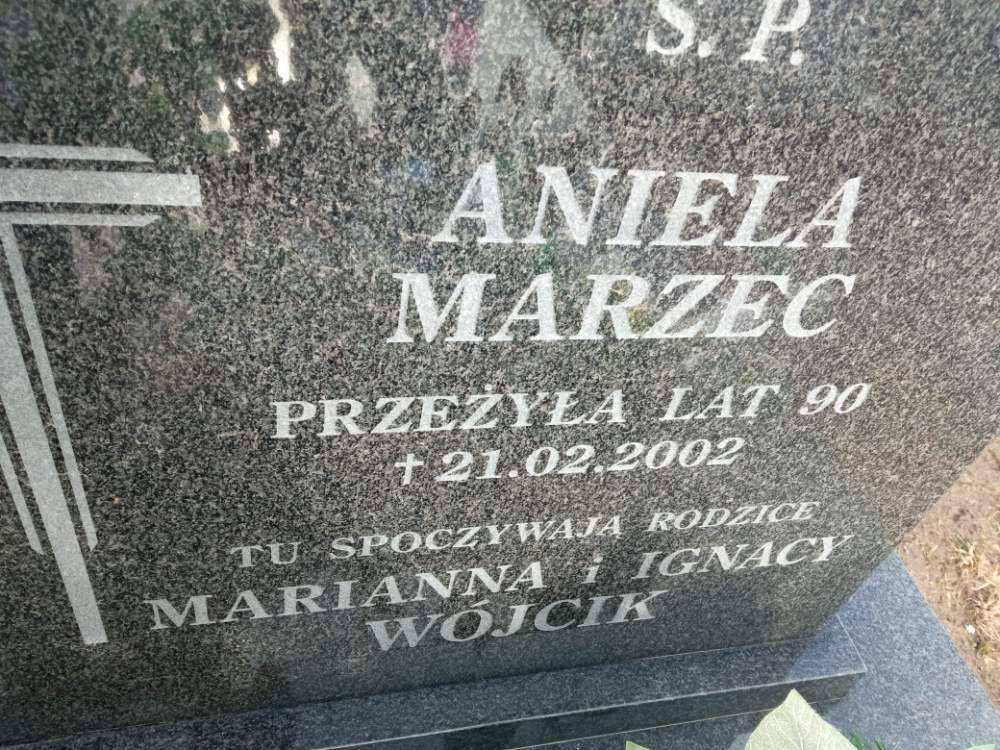 Ś. P.
ANIELA
MARZEC
PRZEŻYŁA LAT 90
† 21.02.2002
TU SPOCZYWAJĄ RODZICE
MARIANNA i IGNACY
WÓJCIK